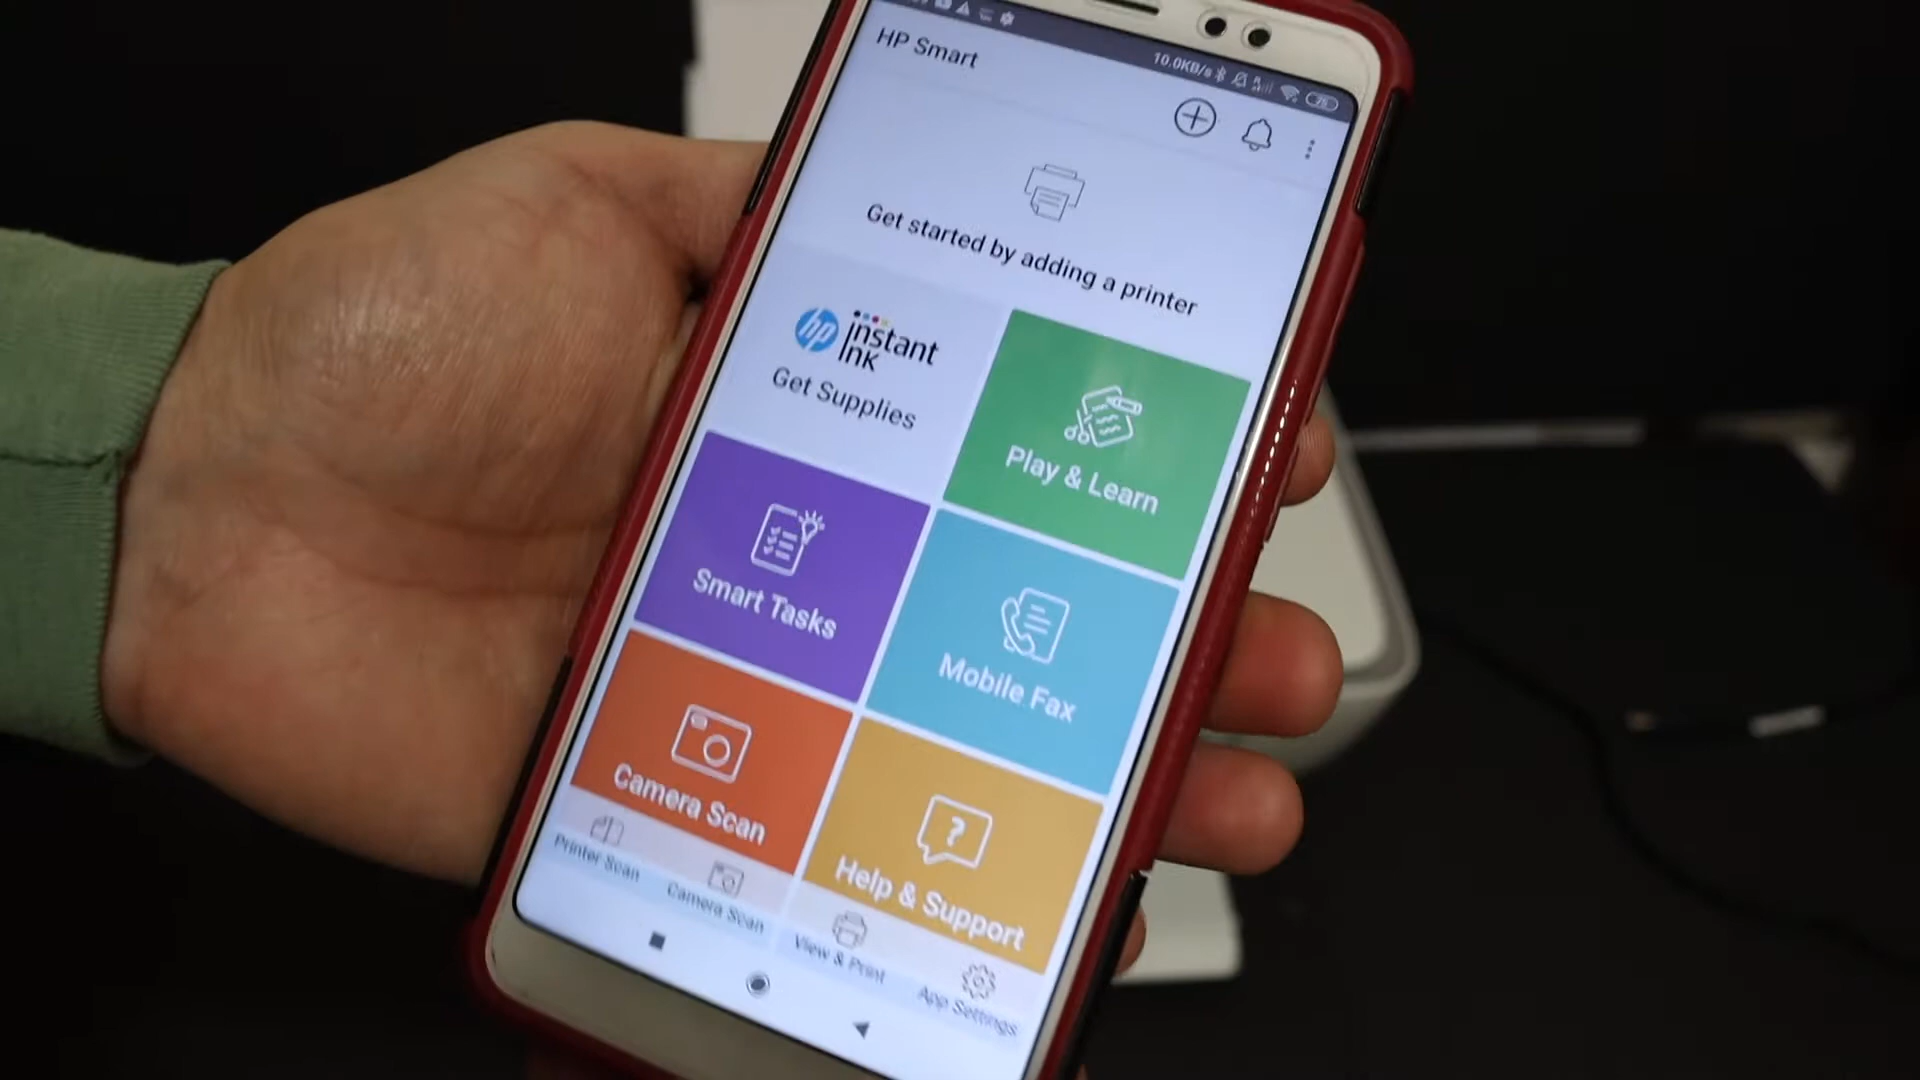 HP Smart
10.0KB/s
Get started by adding a printer
hp instant
ink
Get Supplies
Play & Learn
Smart Tasks
Mobile Fax
Camera Scan
?
Help & Support
Printer Scan
Camera Scan
View & Print
App Settings